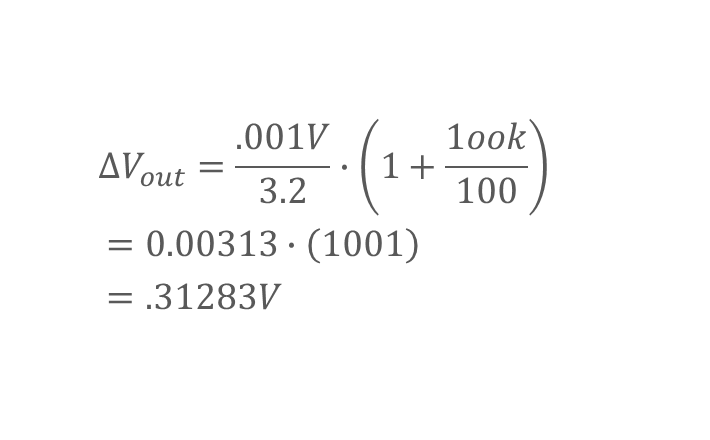 ΔV_out = .001V/3.2 · (1 + 1ook/100)
= 0.00313 · (1001)
= .31283V